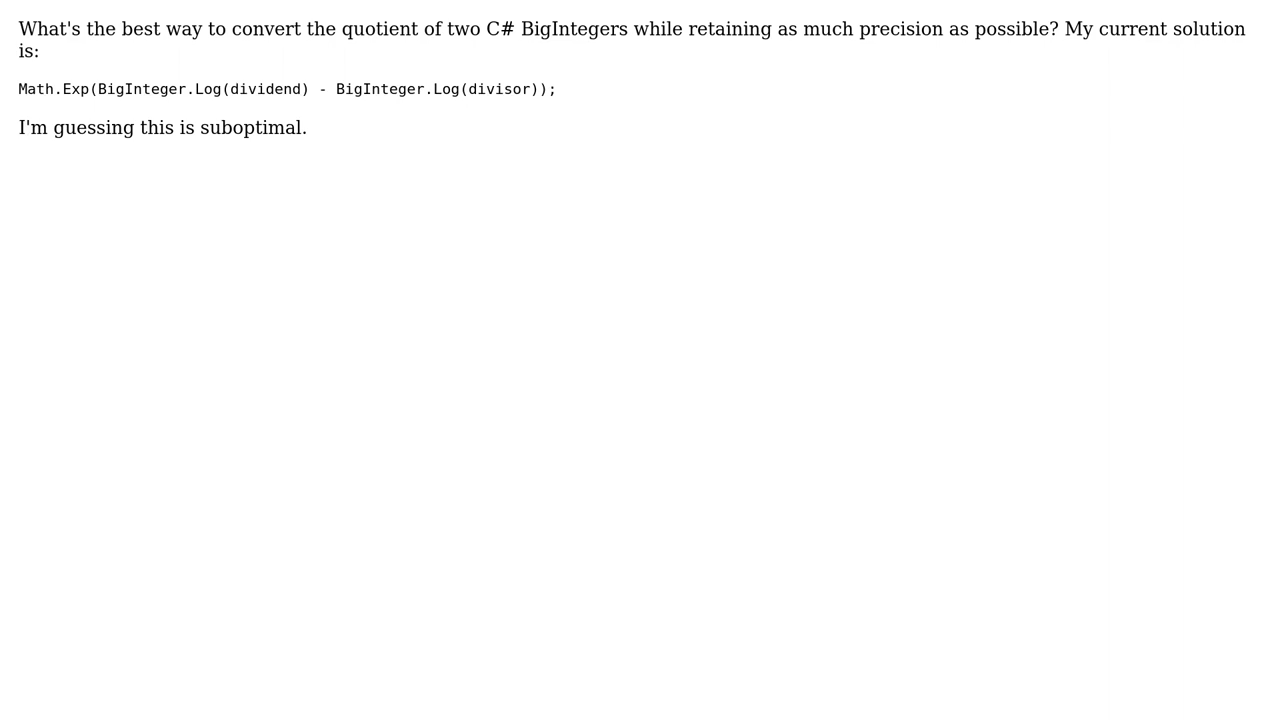 What's the best way to convert the quotient of two C# BigIntegers while retaining as much precision as possible? My current solution
is:
Math.Exp(BigInteger.Log(dividend) - BigInteger.Log(divisor));
I'm guessing this is suboptimal.